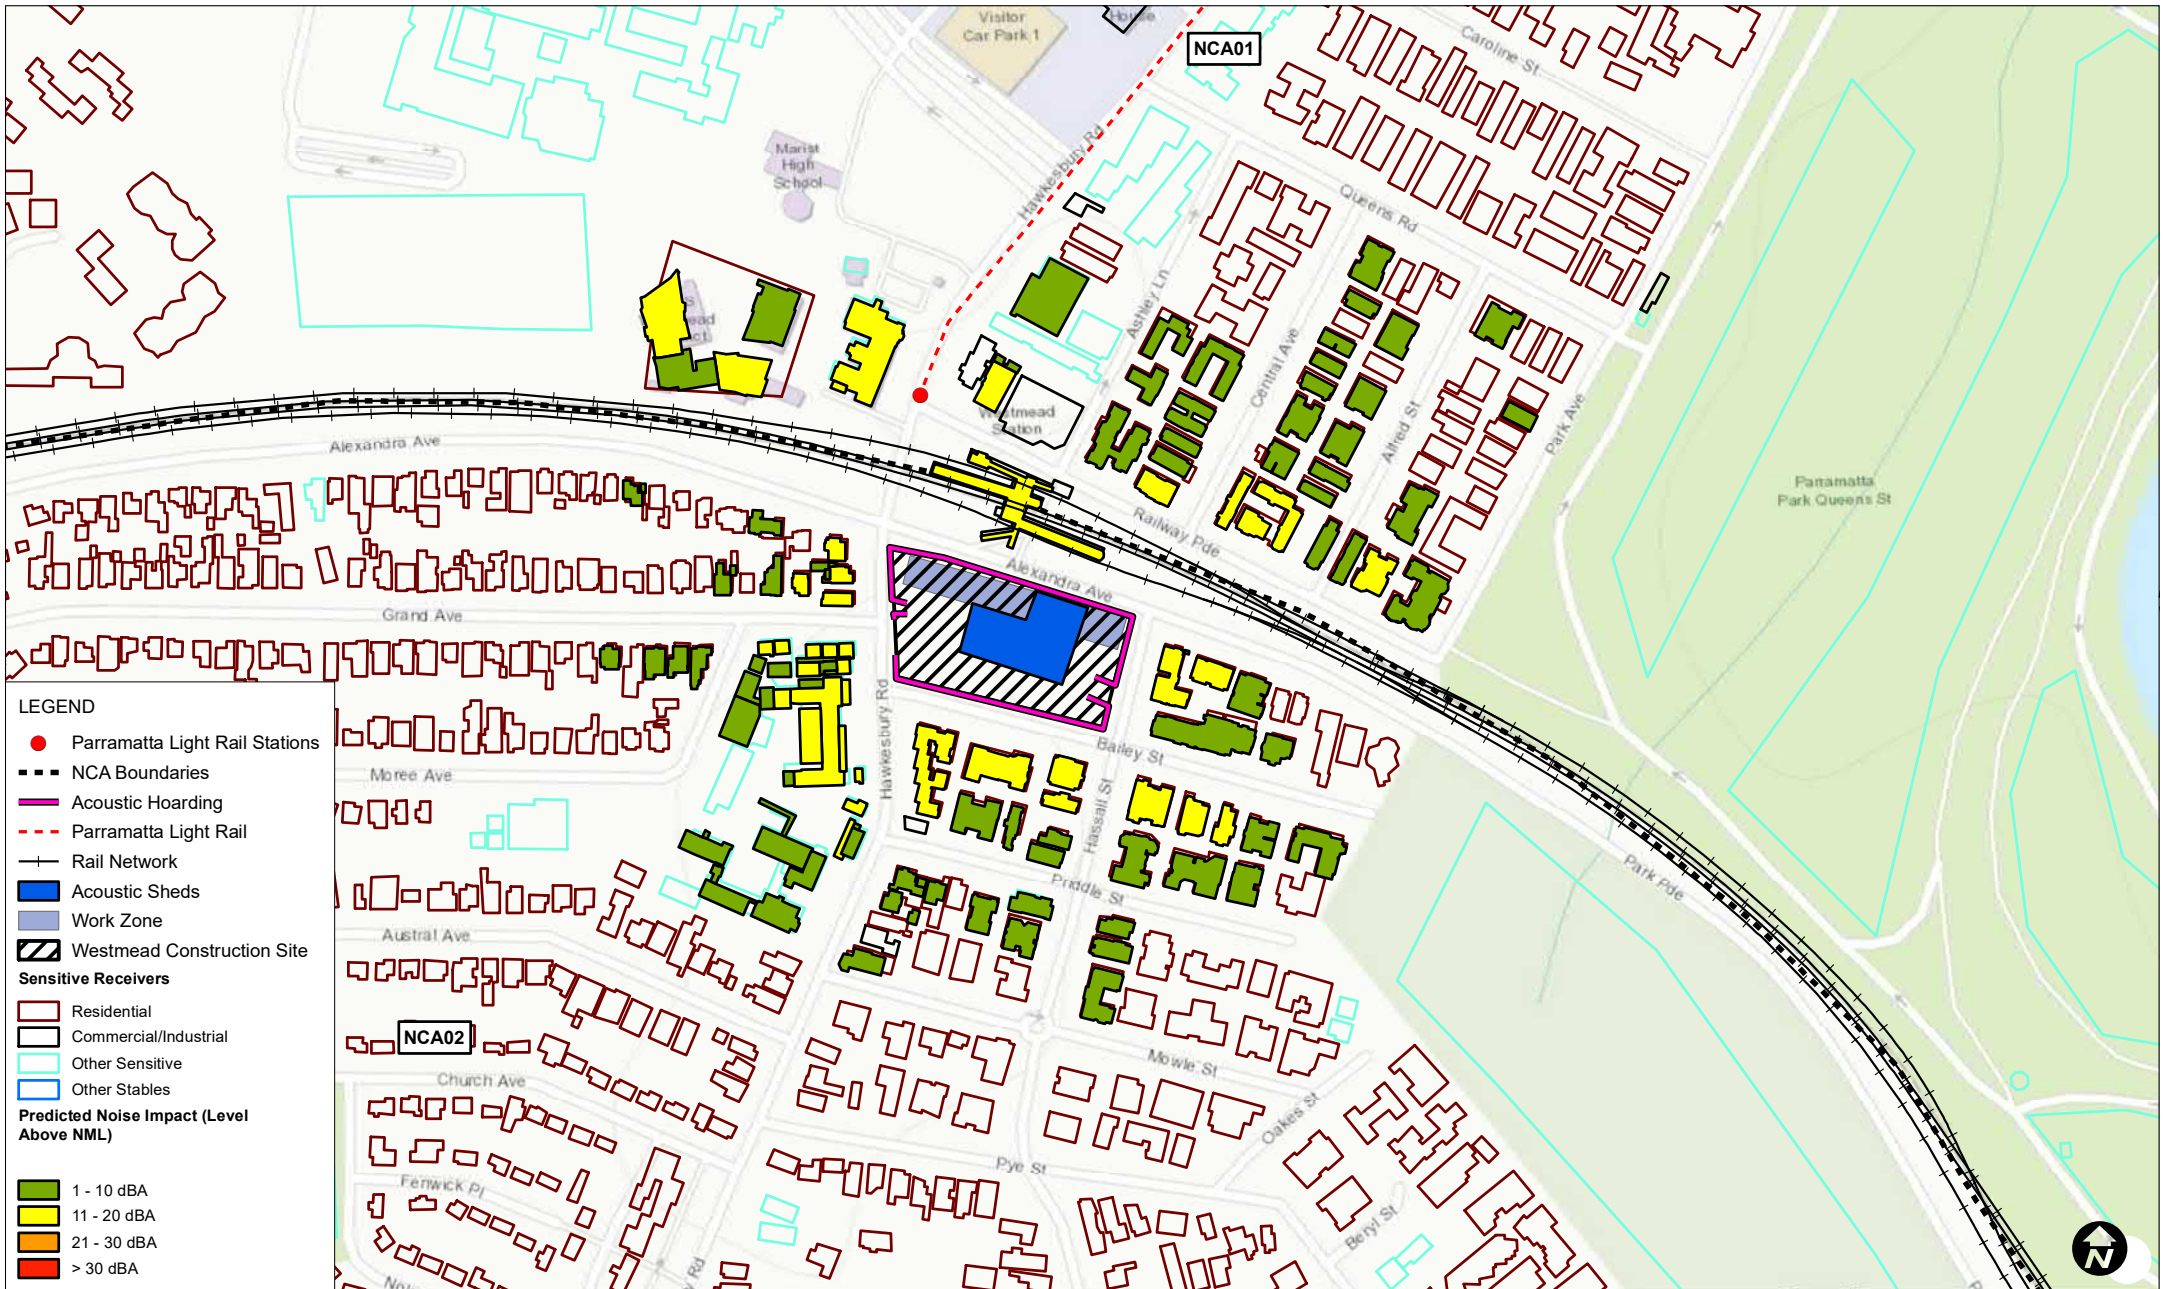 Visitor
Car Park 1
House
NCA01
Caroline St
Marist
High
School
Hawkesbury Rd
Queens Rd
Ashley Ln
Central Ave
Alfred St
Park Ave
Westmead
Station
Alexandra Ave
Railway Pde
Parramatta
Park Queens St
Alexandra Ave
Grand Ave
Hawkesbury Rd
Bailey St
Hassall St
Moree Ave
Priddle St
Park Pde
Austral Ave
NCA02
Mowle St
Church Ave
Oakes St
Pye St
Fenwick Pl
Beryl St
y Rd
LEGEND
Parramatta Light Rail Stations
NCA Boundaries
Acoustic Hoarding
Parramatta Light Rail
Rail Network
Acoustic Sheds
Work Zone
Westmead Construction Site
Sensitive Receivers
Residential
Commercial/Industrial
Other Sensitive
Other Stables
Predicted Noise Impact (Level
Above NML)
1 - 10 dBA
11 - 20 dBA
21 - 30 dBA
> 30 dBA
N